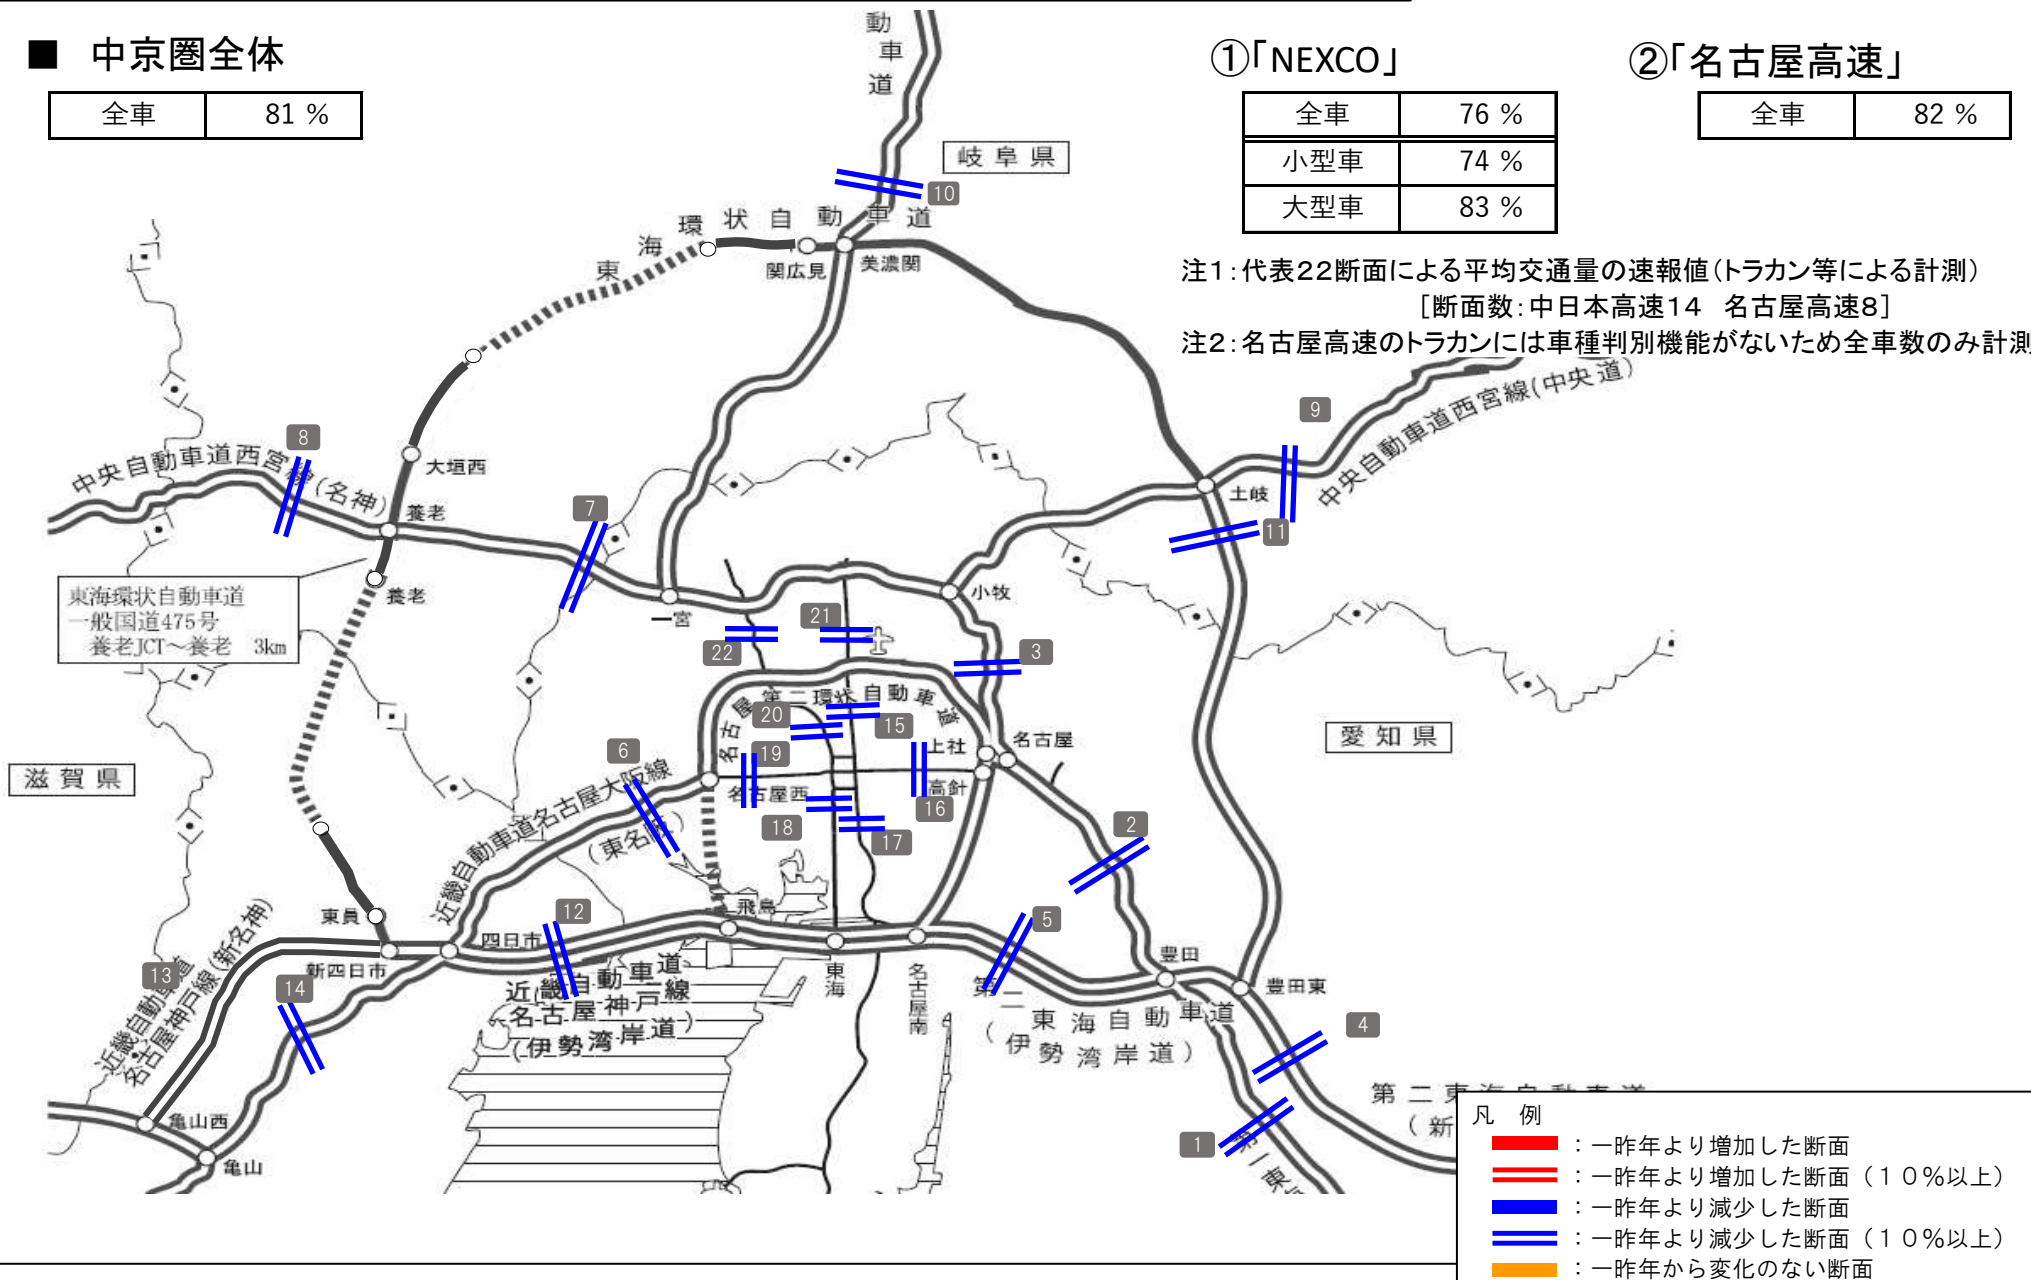 ■ 中京圏全体
全車 81 %
①「NEXCO」
全車 76 %
小型車 74 %
大型車 83 %
②「名古屋高速」
全車 82 %
注1：代表22断面による平均交通量の速報値（トラカン等による計測）
［断面数：中日本高速14　名古屋高速8］
注2：名古屋高速のトラカンには車種判別機能がないため全車数のみ計測
動車道
岐阜県
10
東海環状自動車道
関広見
美濃関
9
中央自動車道西宮線(中央道)
8
中央自動車道西宮線(名神)
大垣西
養老
7
土岐
11
東海環状自動車道
一般国道475号
養老JCT～養老　3km
養老
一宮
小牧
21
22
3
名古屋第二環状自動車道
20
15
19
上社
名古屋
愛知県
滋賀県
6
名古屋西
高針
16
18
17
2
近畿自動車道名古屋大阪線
(東名阪)
東員
12
飛島
5
四日市
新四日市
13
14
近畿自動車道
名古屋神戸線(新名神)
近畿自動車道
名古屋神戸線
(伊勢湾岸道)
東海
名古屋南
豊田
豊田東
第二東海自動車道
(伊勢湾岸道)
4
第二東海自動車道
(新
1
第一東
亀山西
亀山
凡　例
：一昨年より増加した断面
：一昨年より増加した断面（１０％以上）
：一昨年より減少した断面
：一昨年より減少した断面（１０％以上）
：一昨年から変化のない断面